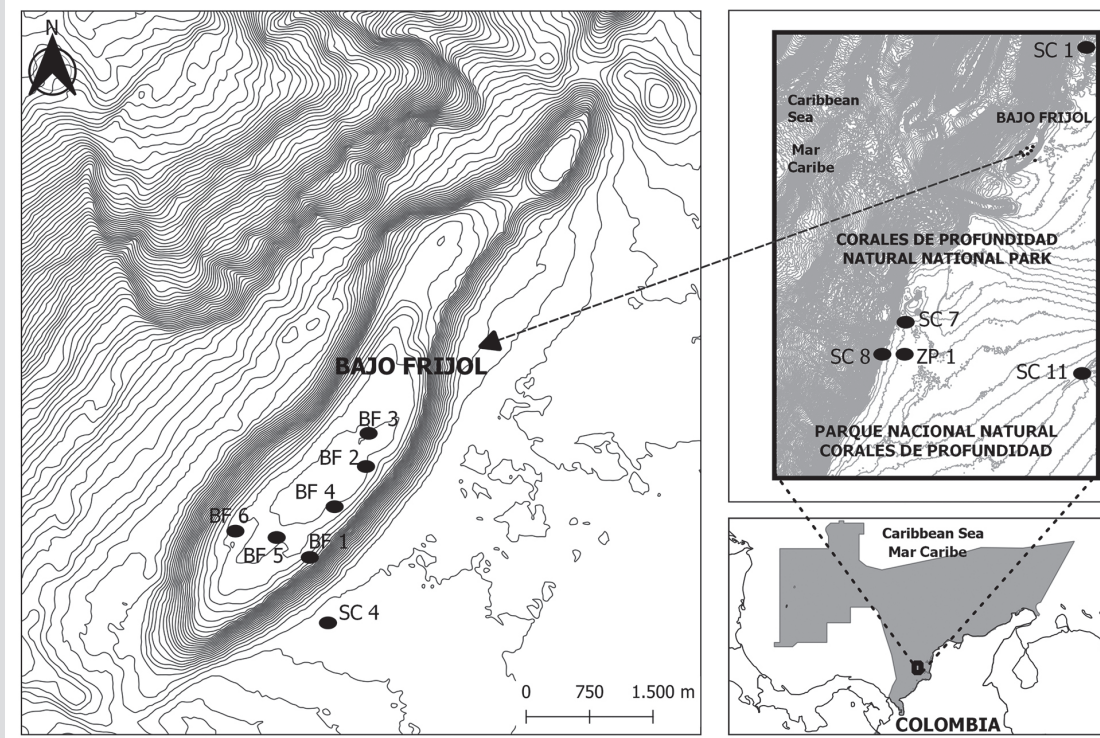 N
BAJO FRIJOL
BF 3
BF 2
BF 4
BF 6
BF 5
BF 1
SC 4
0 750 1.500 m
SC 1
Caribbean
Sea
BAJO FRIJOL
Mar
Caribe
CORALES DE PROFUNDIDAD
NATURAL NATIONAL PARK
SC 7
SC 8
ZP 1
SC 11
PARQUE NACIONAL NATURAL
CORALES DE PROFUNDIDAD
Caribbean Sea
Mar Caribe
COLOMBIA